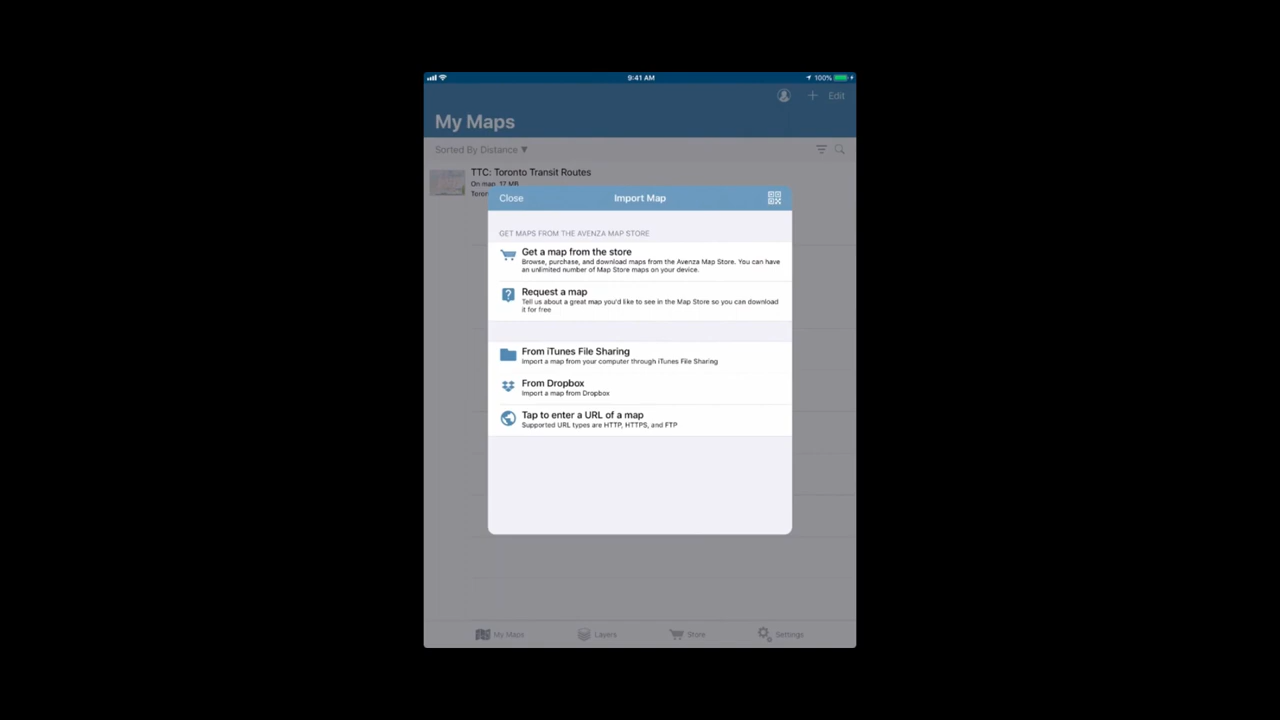 9:41 AM
100%
Edit
My Maps
Sorted By Distance ▼
TTC: Toronto Transit Routes
On map, 17 MB
Close
Import Map
GET MAPS FROM THE AVENZA MAP STORE
Get a map from the store
Browse, purchase, and download maps from the Avenza Map Store. You can have
an unlimited number of Map Store maps on your device.
Request a map
Tell us about a great map you'd like to see in the Map Store so you can download
it for free
From iTunes File Sharing
Import a map from your computer through iTunes File Sharing
From Dropbox
Import a map from Dropbox
Tap to enter a URL of a map
Supported URL types are HTTP, HTTPS, and FTP
My Maps
Layers
Store
Settings